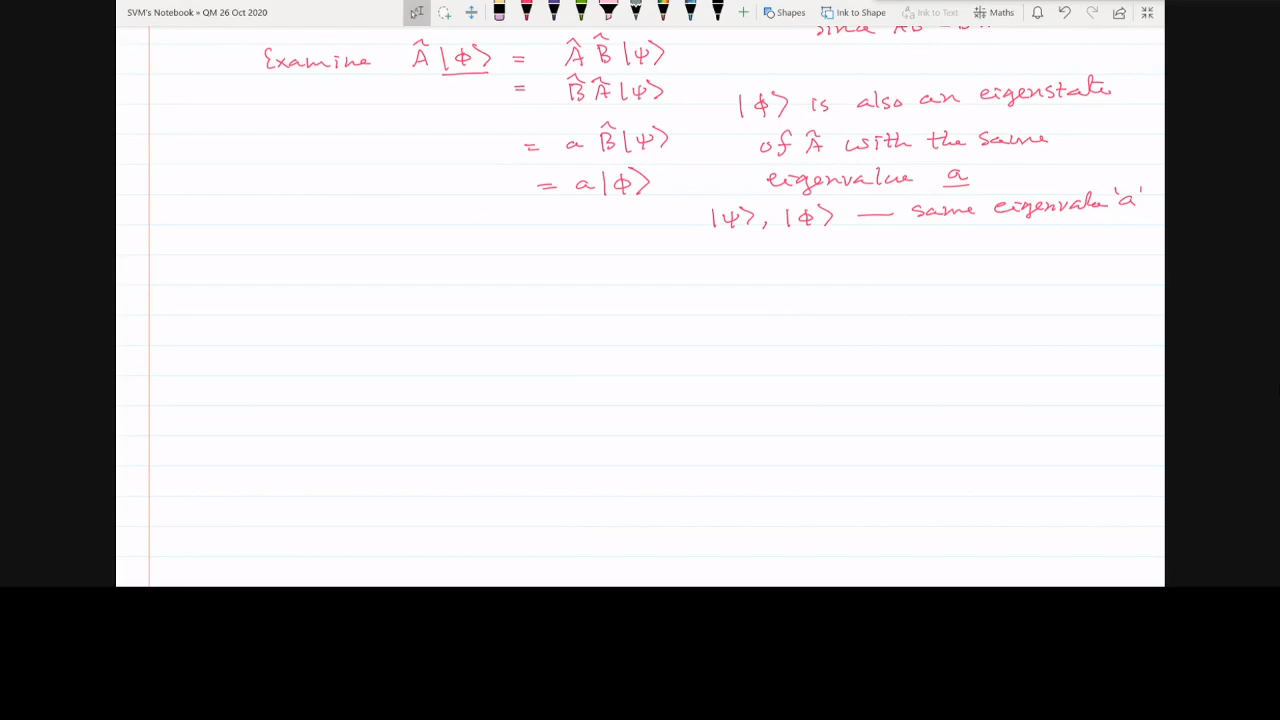 SVM's Notebook » QM 26 Oct 2020
Shapes Ink to Shape Ink to Text Maths
since
Examine Â|ϕ⟩ = Â B̂|ψ⟩
= B̂ Â|ψ⟩
= a B̂|ψ⟩
= a|ϕ⟩
|ϕ⟩ is also an eigenstate
of Â with the same
eigenvalue a
|ψ⟩, |ϕ⟩ — same eigenvalue 'a'